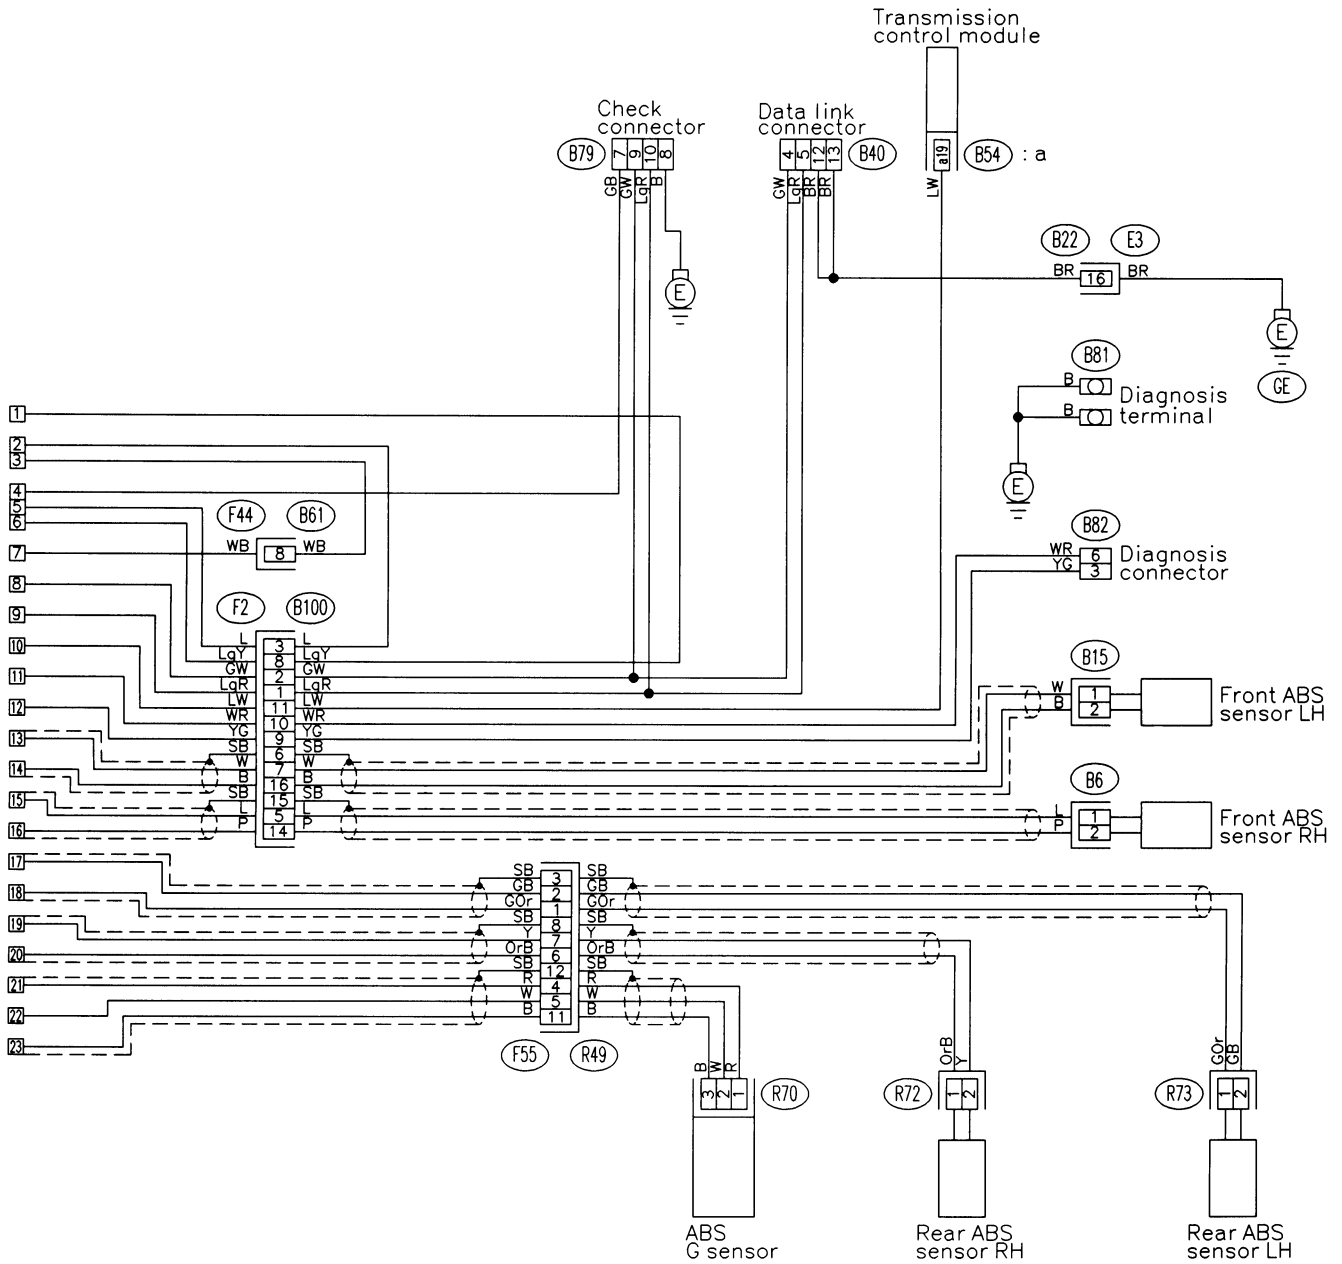 Transmission
control module
Check
connector
Data link
connector
B79
7 9 10 8
4 5 12 13
B40
a19
B54 : a
GB GW LgR B
GW LgR BR BR
LW
B22 E3
BR 16 BR
E
E
GE
B81
B
B
Diagnosis
terminal
E
B82
WR 6
YG 3
Diagnosis
connector
1
2
3
4
5
6
7
8
9
10
11
12
13
14
15
16
17
18
19
20
21
22
23
F44 B61
WB 8 WB
F2 B100
L 3 L
LgY 8 LgY
GW 2 GW
LgR 1 LgR
LW 11 LW
WR 10 WR
YG 9 YG
SB 6 SB
W 7 W
B 16 B
SB 15 SB
L 5 L
P 14 P
B15
W 1
B 2
Front ABS
sensor LH
B6
L 1
P 2
Front ABS
sensor RH
SB 3 SB
GB 2 GB
GOr 1 GOr
SB 8 SB
Y 7 Y
OrB 6 OrB
SB 12 SB
R 4 R
W 5 W
B 11 B
F55 R49
B W R
3 2 1
R70
OrB Y
R72
1 2
GOr GB
R73
1 2
ABS
G sensor
Rear ABS
sensor RH
Rear ABS
sensor LH